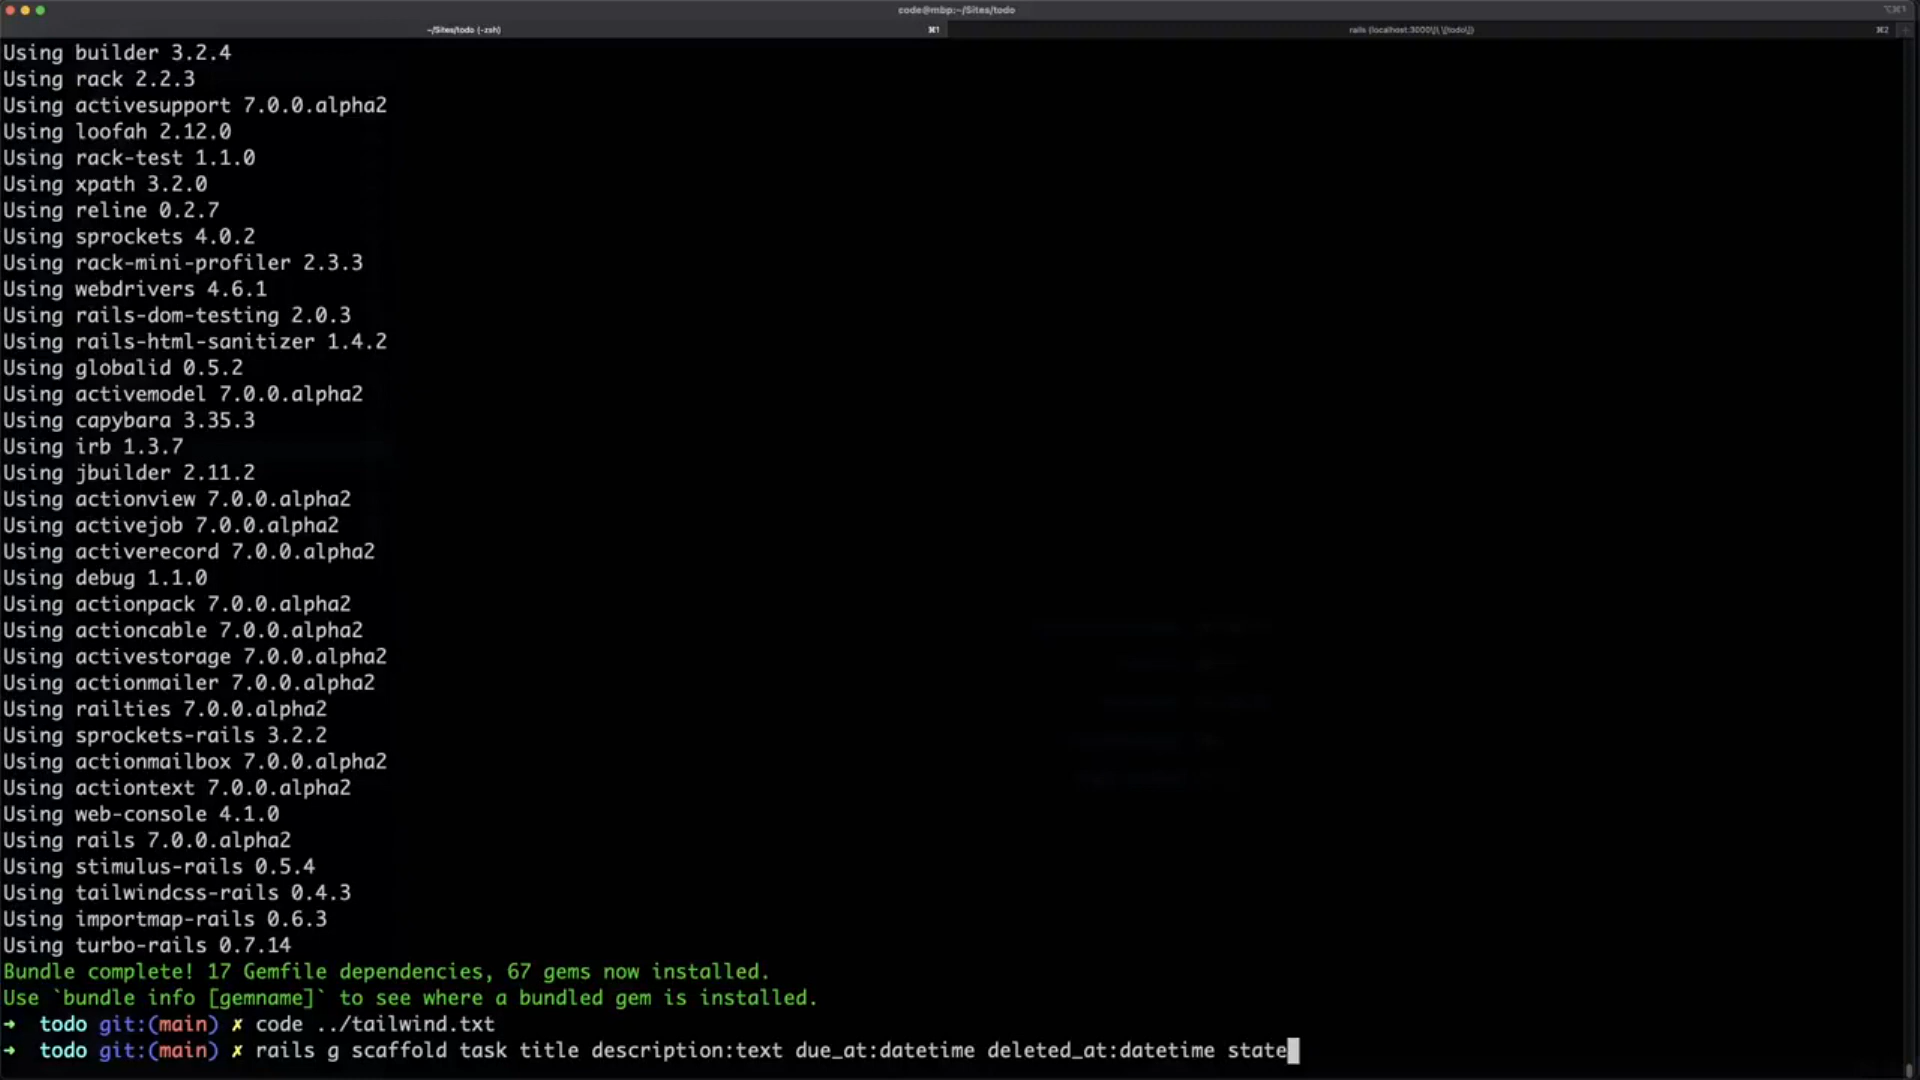 code@mbp:~/Sites/todo
⌥⌘1
~/Sites/todo (-zsh)
⌘1
rails (localhost:3000\)\ \[todo\])
⌘2
Using builder 3.2.4
Using rack 2.2.3
Using activesupport 7.0.0.alpha2
Using loofah 2.12.0
Using rack-test 1.1.0
Using xpath 3.2.0
Using reline 0.2.7
Using sprockets 4.0.2
Using rack-mini-profiler 2.3.3
Using webdrivers 4.6.1
Using rails-dom-testing 2.0.3
Using rails-html-sanitizer 1.4.2
Using globalid 0.5.2
Using activemodel 7.0.0.alpha2
Using capybara 3.35.3
Using irb 1.3.7
Using jbuilder 2.11.2
Using actionview 7.0.0.alpha2
Using activejob 7.0.0.alpha2
Using activerecord 7.0.0.alpha2
Using debug 1.1.0
Using actionpack 7.0.0.alpha2
Using actioncable 7.0.0.alpha2
Using activestorage 7.0.0.alpha2
Using actionmailer 7.0.0.alpha2
Using railties 7.0.0.alpha2
Using sprockets-rails 3.2.2
Using actionmailbox 7.0.0.alpha2
Using actiontext 7.0.0.alpha2
Using web-console 4.1.0
Using rails 7.0.0.alpha2
Using stimulus-rails 0.5.4
Using tailwindcss-rails 0.4.3
Using importmap-rails 0.6.3
Using turbo-rails 0.7.14
Bundle complete! 17 Gemfile dependencies, 67 gems now installed.
Use `bundle info [gemname]` to see where a bundled gem is installed.
➜ todo git:(main) ✗ code ../tailwind.txt
➜ todo git:(main) ✗ rails g scaffold task title description:text due_at:datetime deleted_at:datetime state